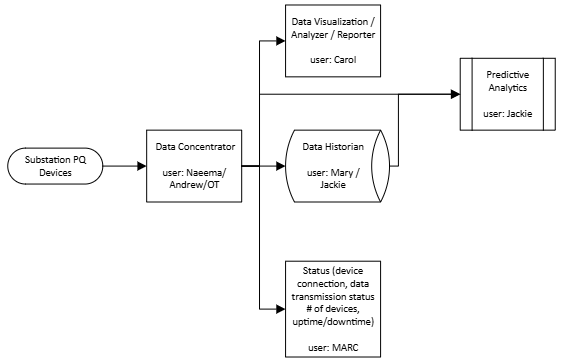 Data Visualization /
Analyzer / Reporter
user: Carol
Predictive
Analytics
user: Jackie
Data Concentrator
user: Naeema/
Andrew/OT
Data Historian
user: Mary /
Jackie
Substation PQ
Devices
Status (device
connection, data
transmission status
# of devices,
uptime/downtime)
user: MARC